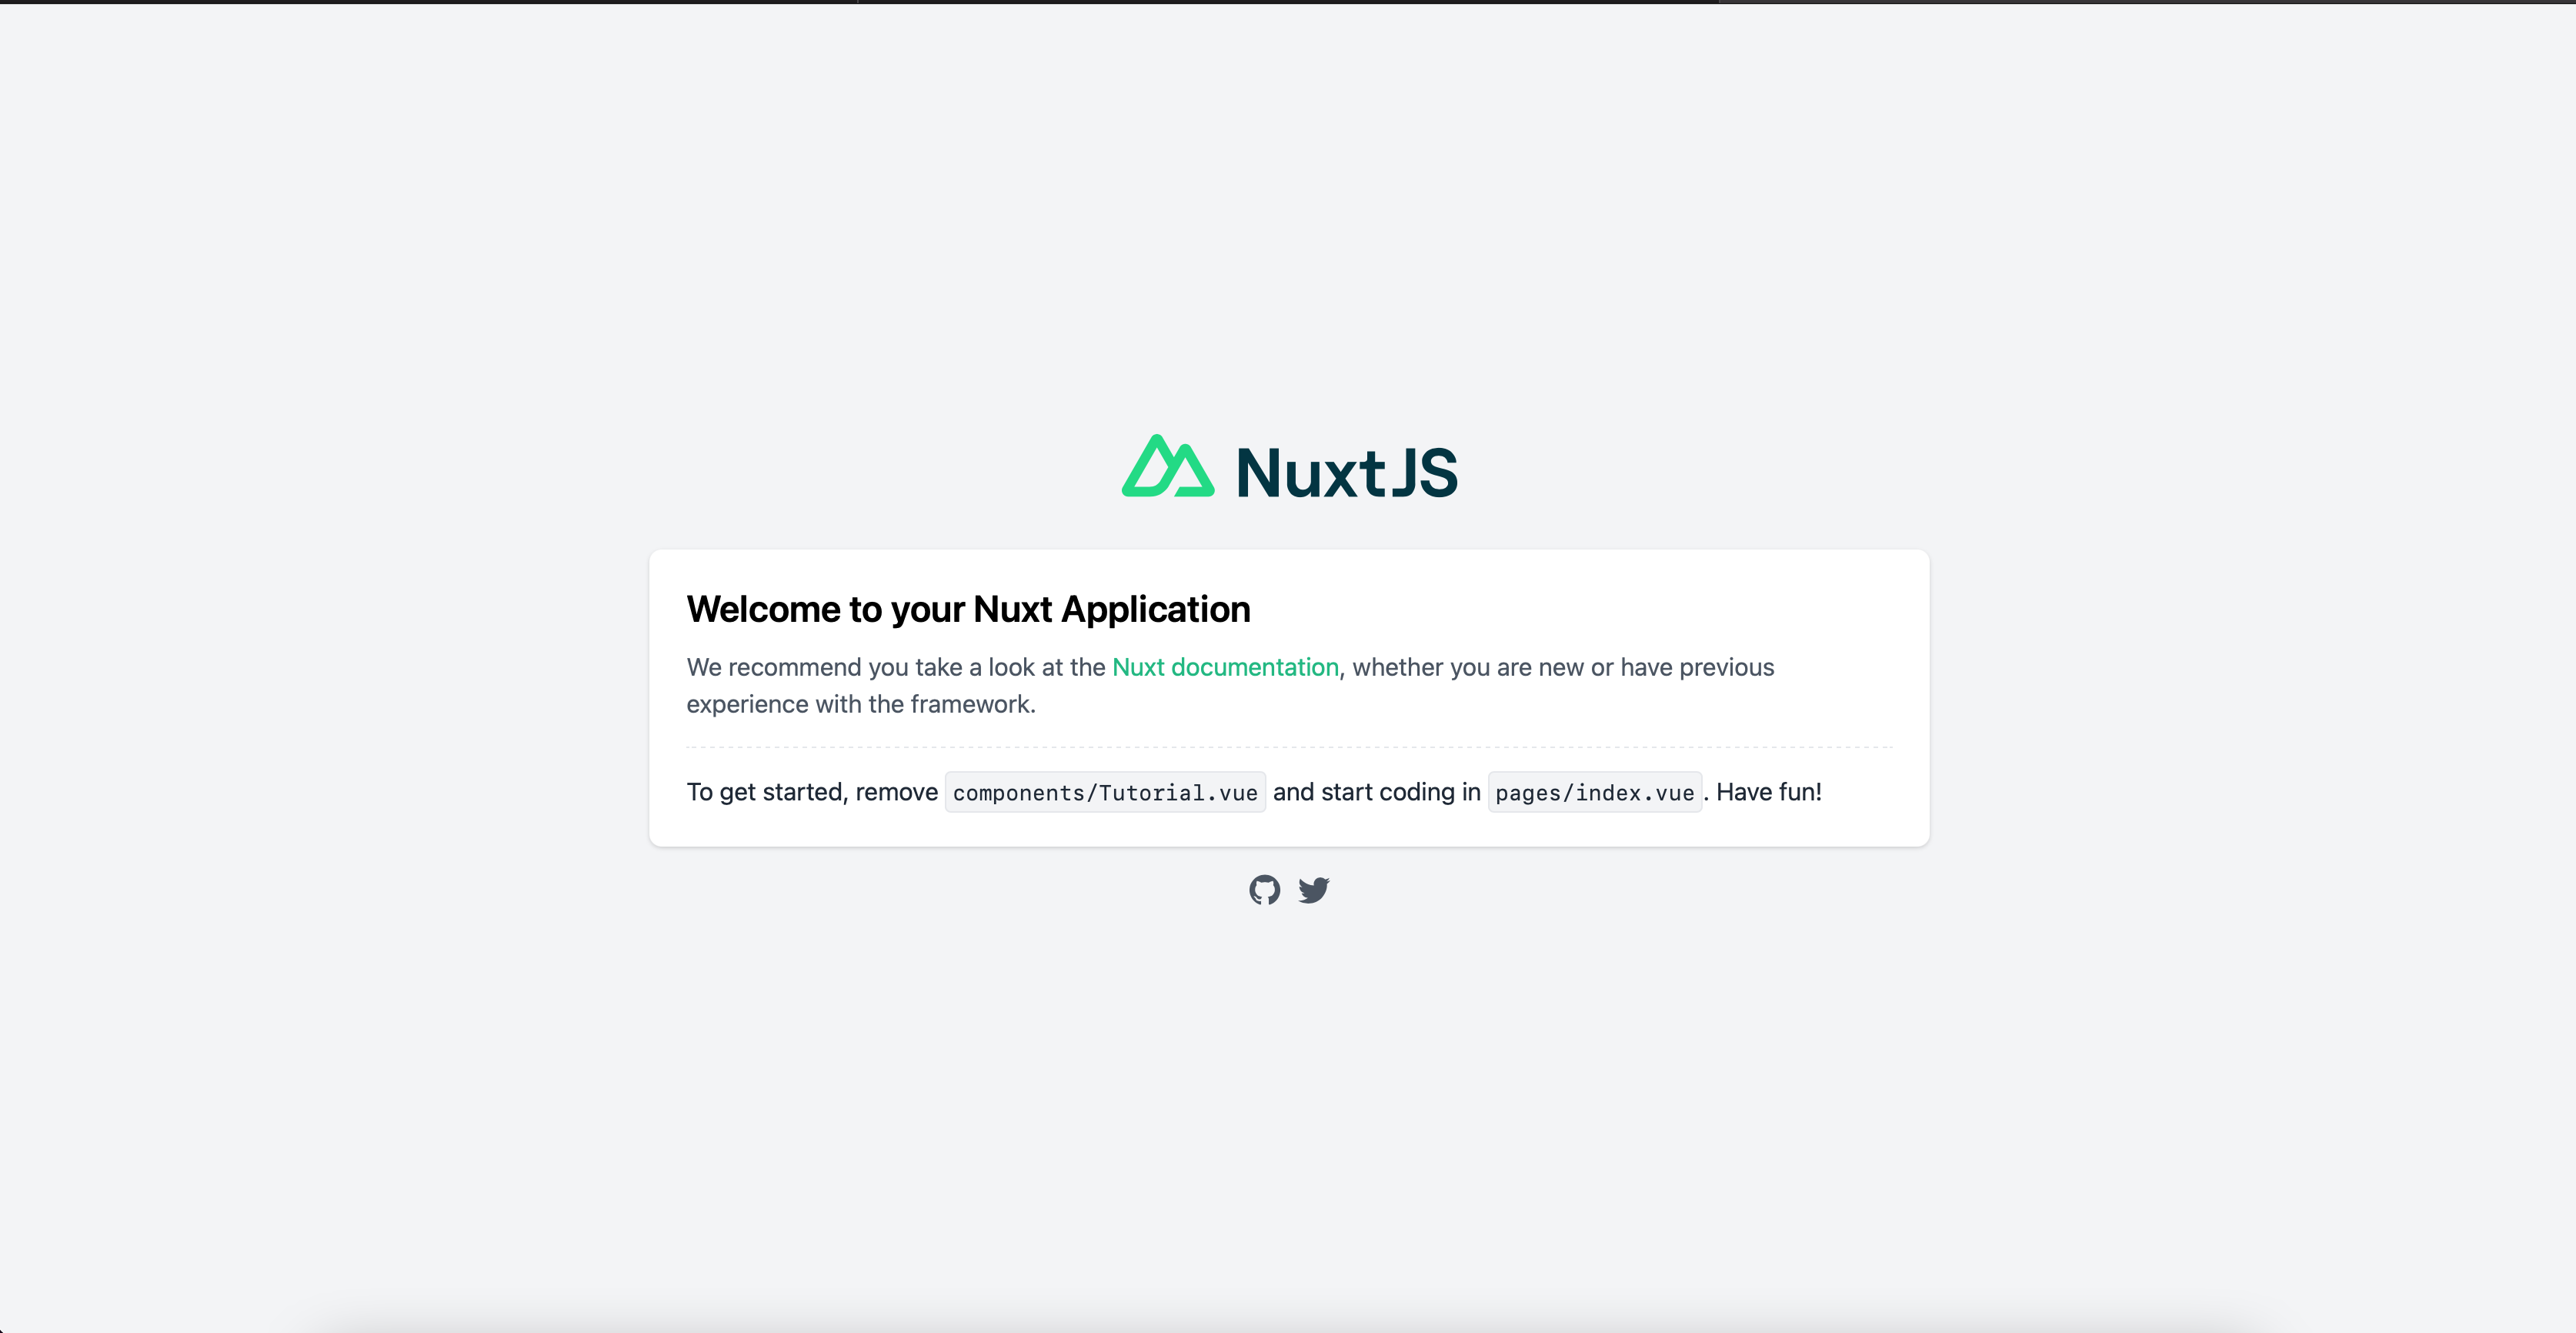 NuxtJS
Welcome to your Nuxt Application
We recommend you take a look at the Nuxt documentation, whether you are new or have previous
experience with the framework.
To get started, remove components/Tutorial.vue and start coding in pages/index.vue. Have fun!